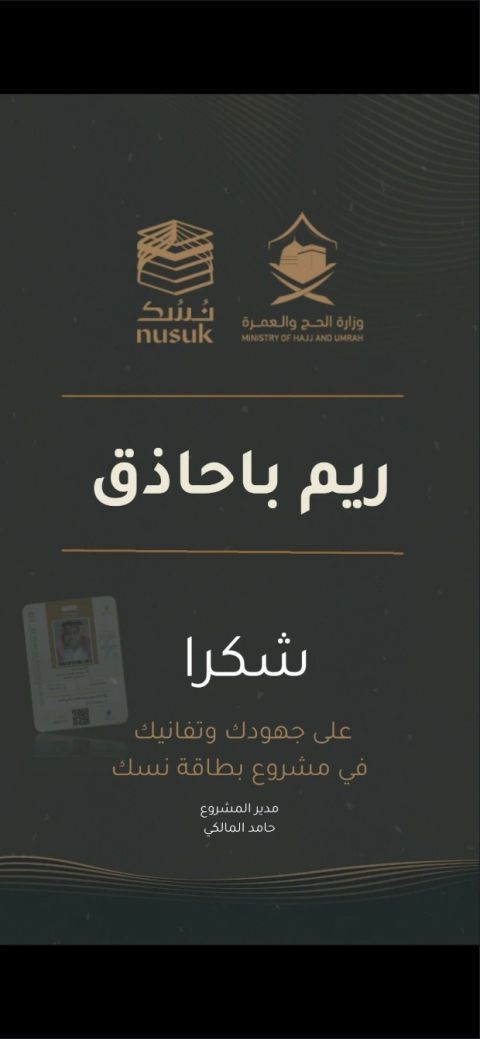 نُسُك
nusuk
وزارة الحج والعمرة
MINISTRY OF HAJJ AND UMRAH
ريم باحاذق
شكرا
على جهودك وتفانيك
في مشروع بطاقة نسك
مدير المشروع
حامد المالكي